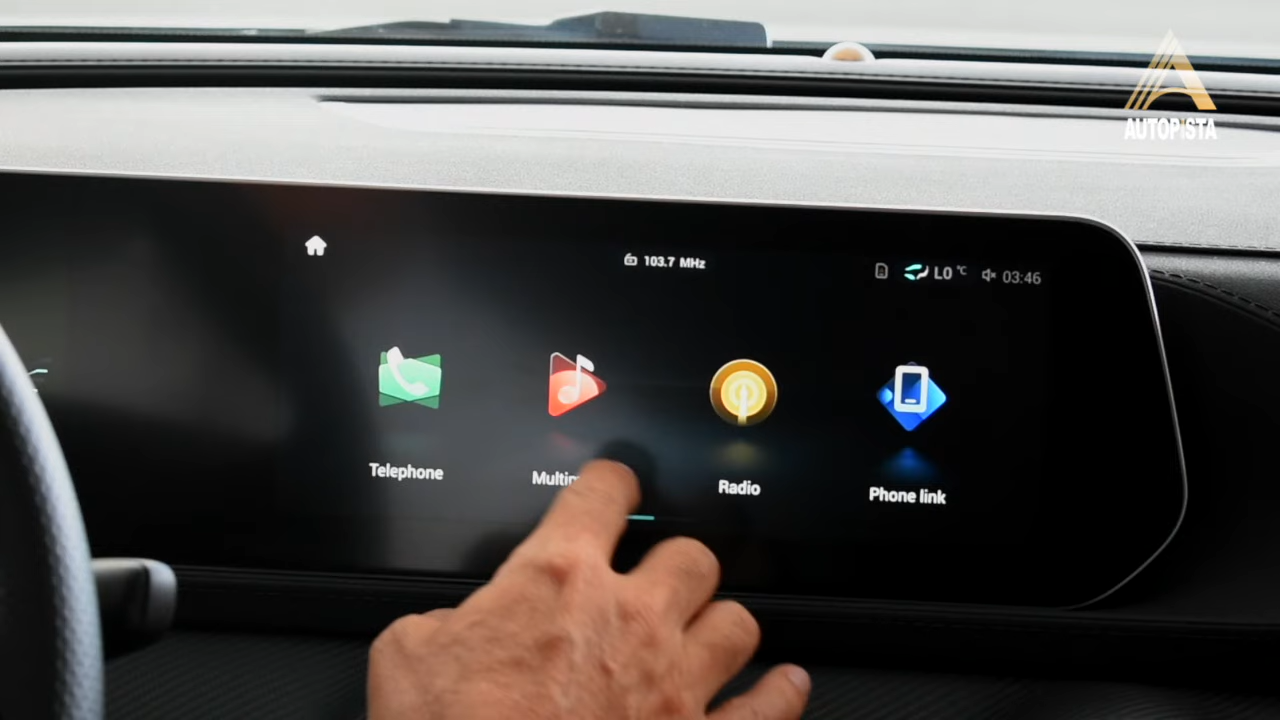 AUTOPISTA
103.7 MHz
LO °C 03:46
Telephone
Radio
Phone link